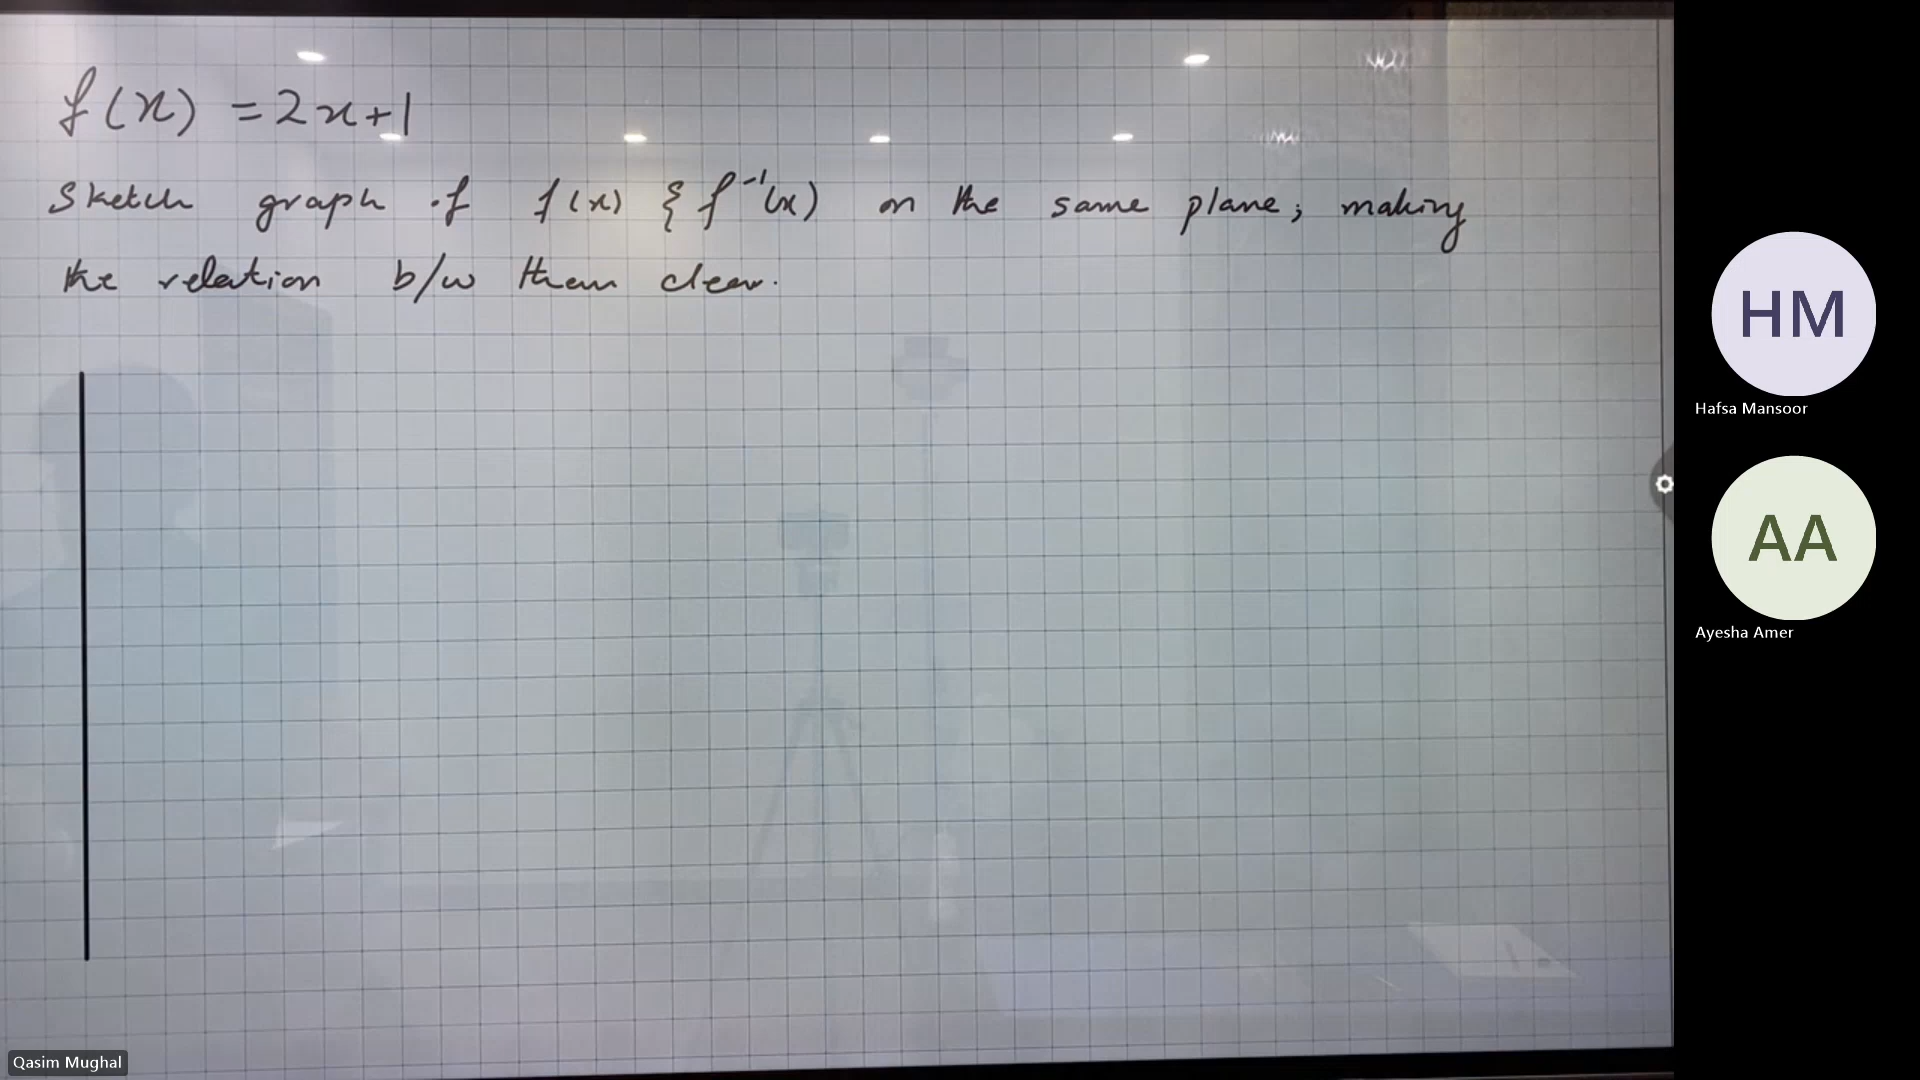 f(x) = 2x+1
Sketch graph of f(x) & f⁻¹(x) on the same plane, making
the relation b/w them clear.
HM
Hafsa Mansoor
AA
Ayesha Amer
Qasim Mughal